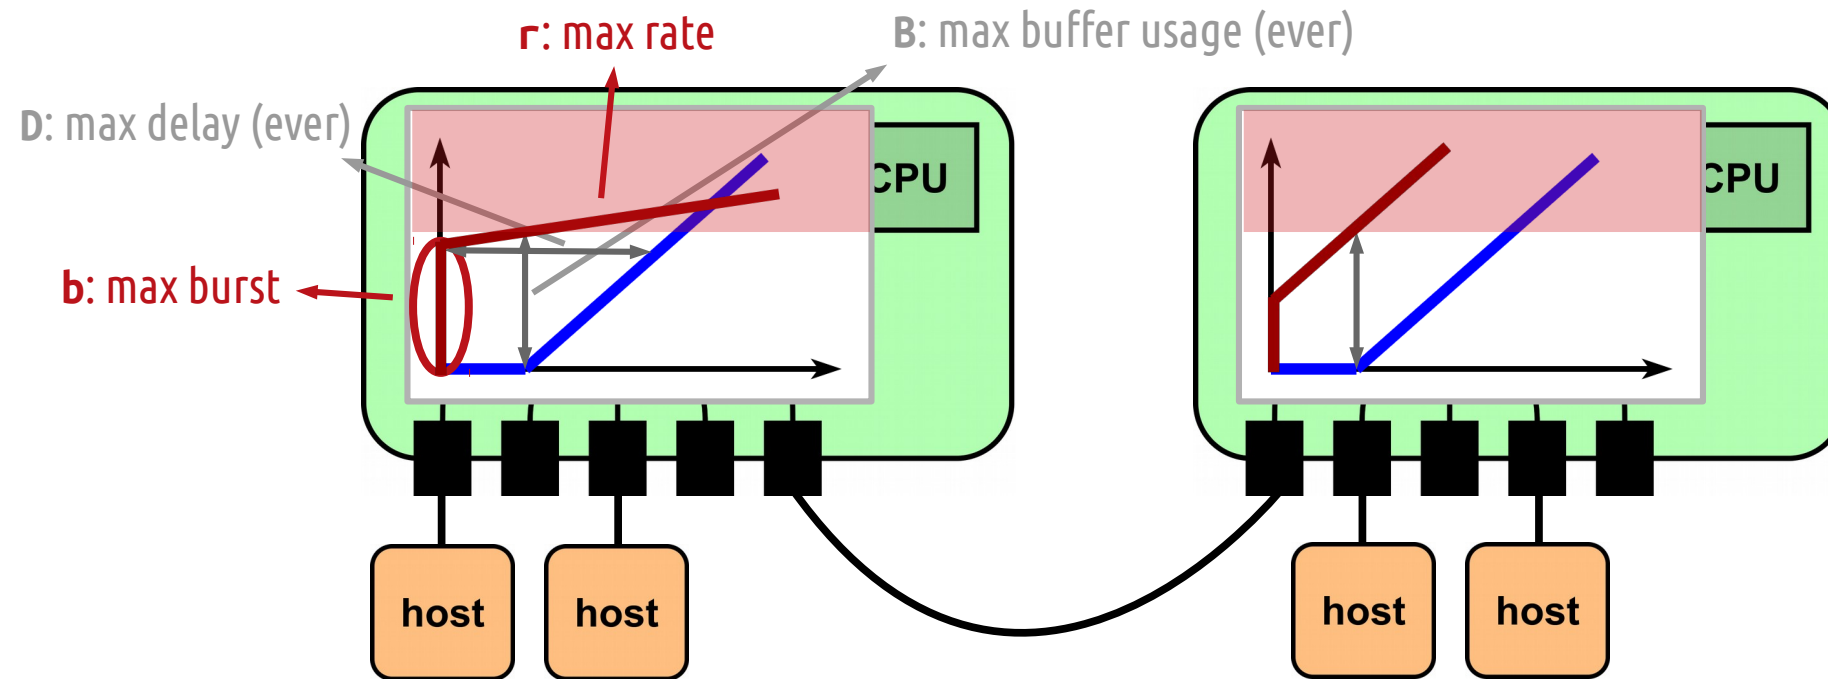 r: max rate
B: max buffer usage (ever)
D: max delay (ever)
CPU
CPU
b: max burst
host
host
host
host